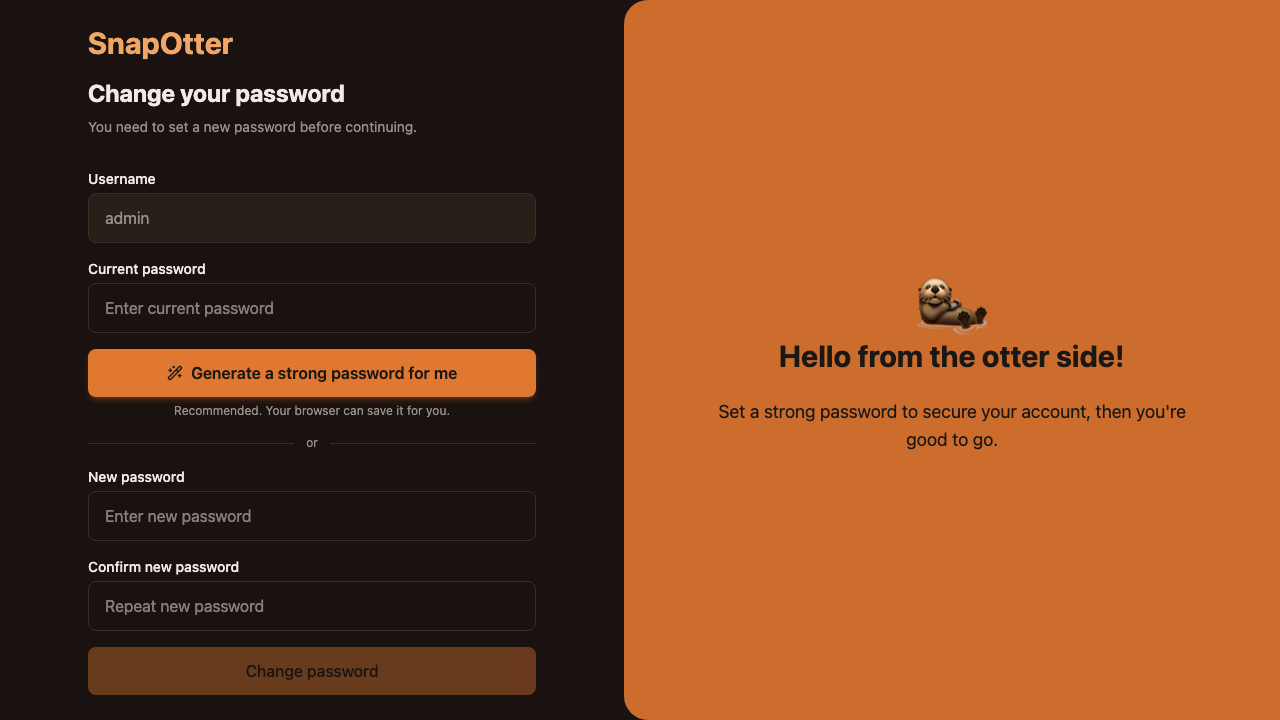 SnapOtter
Change your password
You need to set a new password before continuing.
Username
admin
Current password
Enter current password
Generate a strong password for me
Recommended. Your browser can save it for you.
or
New password
Enter new password
Confirm new password
Repeat new password
Change password
Hello from the otter side!
Set a strong password to secure your account, then you're
good to go.